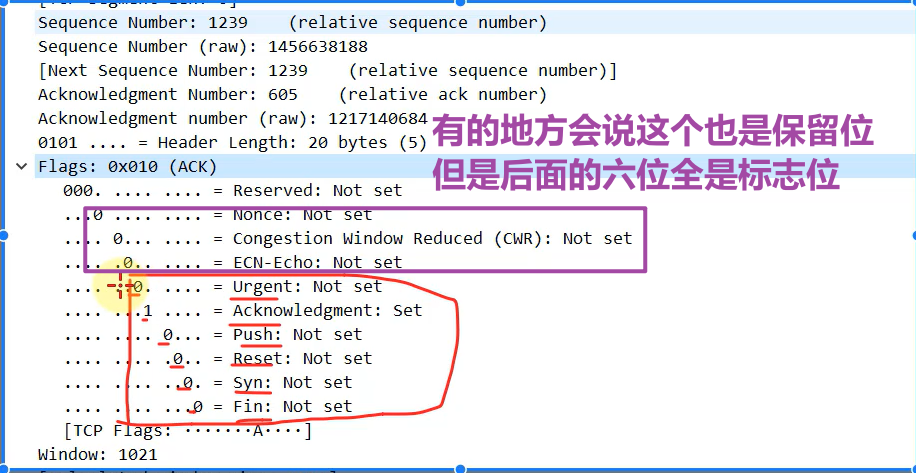 Sequence Number: 1239    (relative sequence number)
Sequence Number (raw): 1456638188
[Next Sequence Number: 1239    (relative sequence number)]
Acknowledgment Number: 605    (relative ack number)
Acknowledgment number (raw): 1217140684
有的地方会说这个也是保留位
0101 .... = Header Length: 20 bytes (5)
但是后面的六位全是标志位
Flags: 0x010 (ACK)
000. .... .... = Reserved: Not set
...0 .... .... = Nonce: Not set
.... 0... .... = Congestion Window Reduced (CWR): Not set
.... .0.. .... = ECN-Echo: Not set
.... ..0. .... = Urgent: Not set
.... ...1 .... = Acknowledgment: Set
.... .... 0... = Push: Not set
.... .... .0.. = Reset: Not set
.... .... ..0. = Syn: Not set
.... .... ...0 = Fin: Not set
[TCP Flags: ·······A····]
Window: 1021